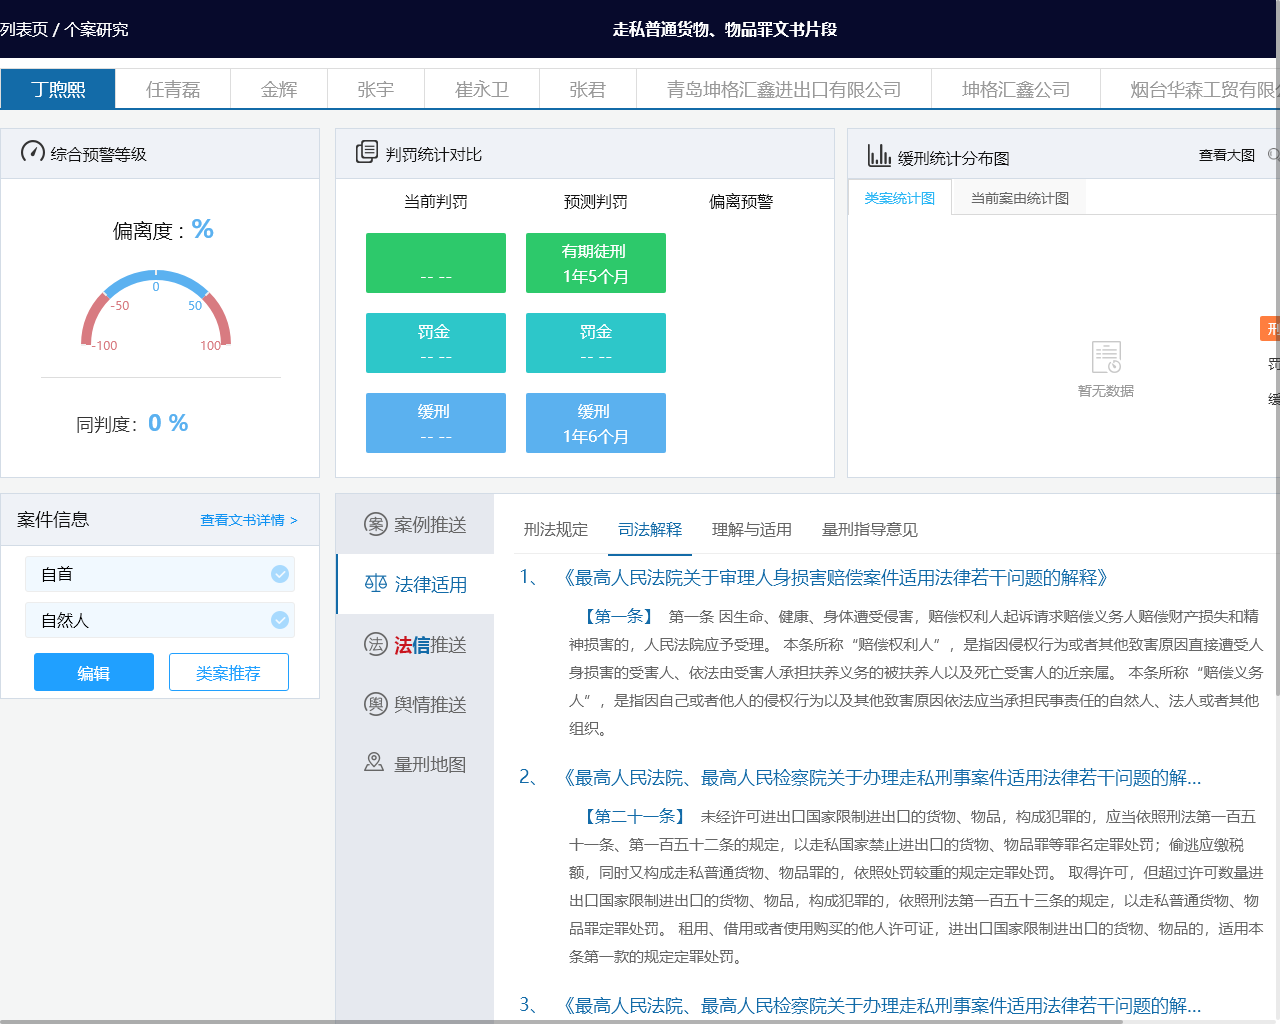 列表页 / 个案研究
走私普通货物、物品罪文书片段
丁煦熙
任青磊
金辉
张宇
崔永卫
张君
青岛坤格汇鑫进出口有限公司
坤格汇鑫公司
烟台华森工贸有限公
综合预警等级
偏离度：%
0
-50
50
-100
100
同判度：0 %
判罚统计对比
当前判罚
预测判罚
偏离预警
-- --
有期徒刑
1年5个月
罚金
-- --
罚金
-- --
缓刑
-- --
缓刑
1年6个月
缓刑统计分布图
查看大图
类案统计图
当前案由统计图
暂无数据
刑
罚
缓
案件信息
查看文书详情 >
自首
自然人
编辑
类案推荐
案 案例推送
法律适用
法 法信推送
舆 舆情推送
量刑地图
刑法规定
司法解释
理解与适用
量刑指导意见
1、 《最高人民法院关于审理人身损害赔偿案件适用法律若干问题的解释》
【第一条】 第一条 因生命、健康、身体遭受侵害，赔偿权利人起诉请求赔偿义务人赔偿财产损失和精
神损害的，人民法院应予受理。 本条所称“赔偿权利人”，是指因侵权行为或者其他致害原因直接遭受人
身损害的受害人、依法由受害人承担扶养义务的被扶养人以及死亡受害人的近亲属。 本条所称“赔偿义务
人”，是指因自己或者他人的侵权行为以及其他致害原因依法应当承担民事责任的自然人、法人或者其他
组织。
2、 《最高人民法院、最高人民检察院关于办理走私刑事案件适用法律若干问题的解...
【第二十一条】 未经许可进出口国家限制进出口的货物、物品，构成犯罪的，应当依照刑法第一百五
十一条、第一百五十二条的规定，以走私国家禁止进出口的货物、物品罪等罪名定罪处罚；偷逃应缴税
额，同时又构成走私普通货物、物品罪的，依照处罚较重的规定定罪处罚。 取得许可，但超过许可数量进
出口国家限制进出口的货物、物品，构成犯罪的，依照刑法第一百五十三条的规定，以走私普通货物、物
品罪定罪处罚。 租用、借用或者使用购买的他人许可证，进出口国家限制进出口的货物、物品的，适用本
条第一款的规定定罪处罚。
3、 《最高人民法院、最高人民检察院关于办理走私刑事案件适用法律若干问题的解...